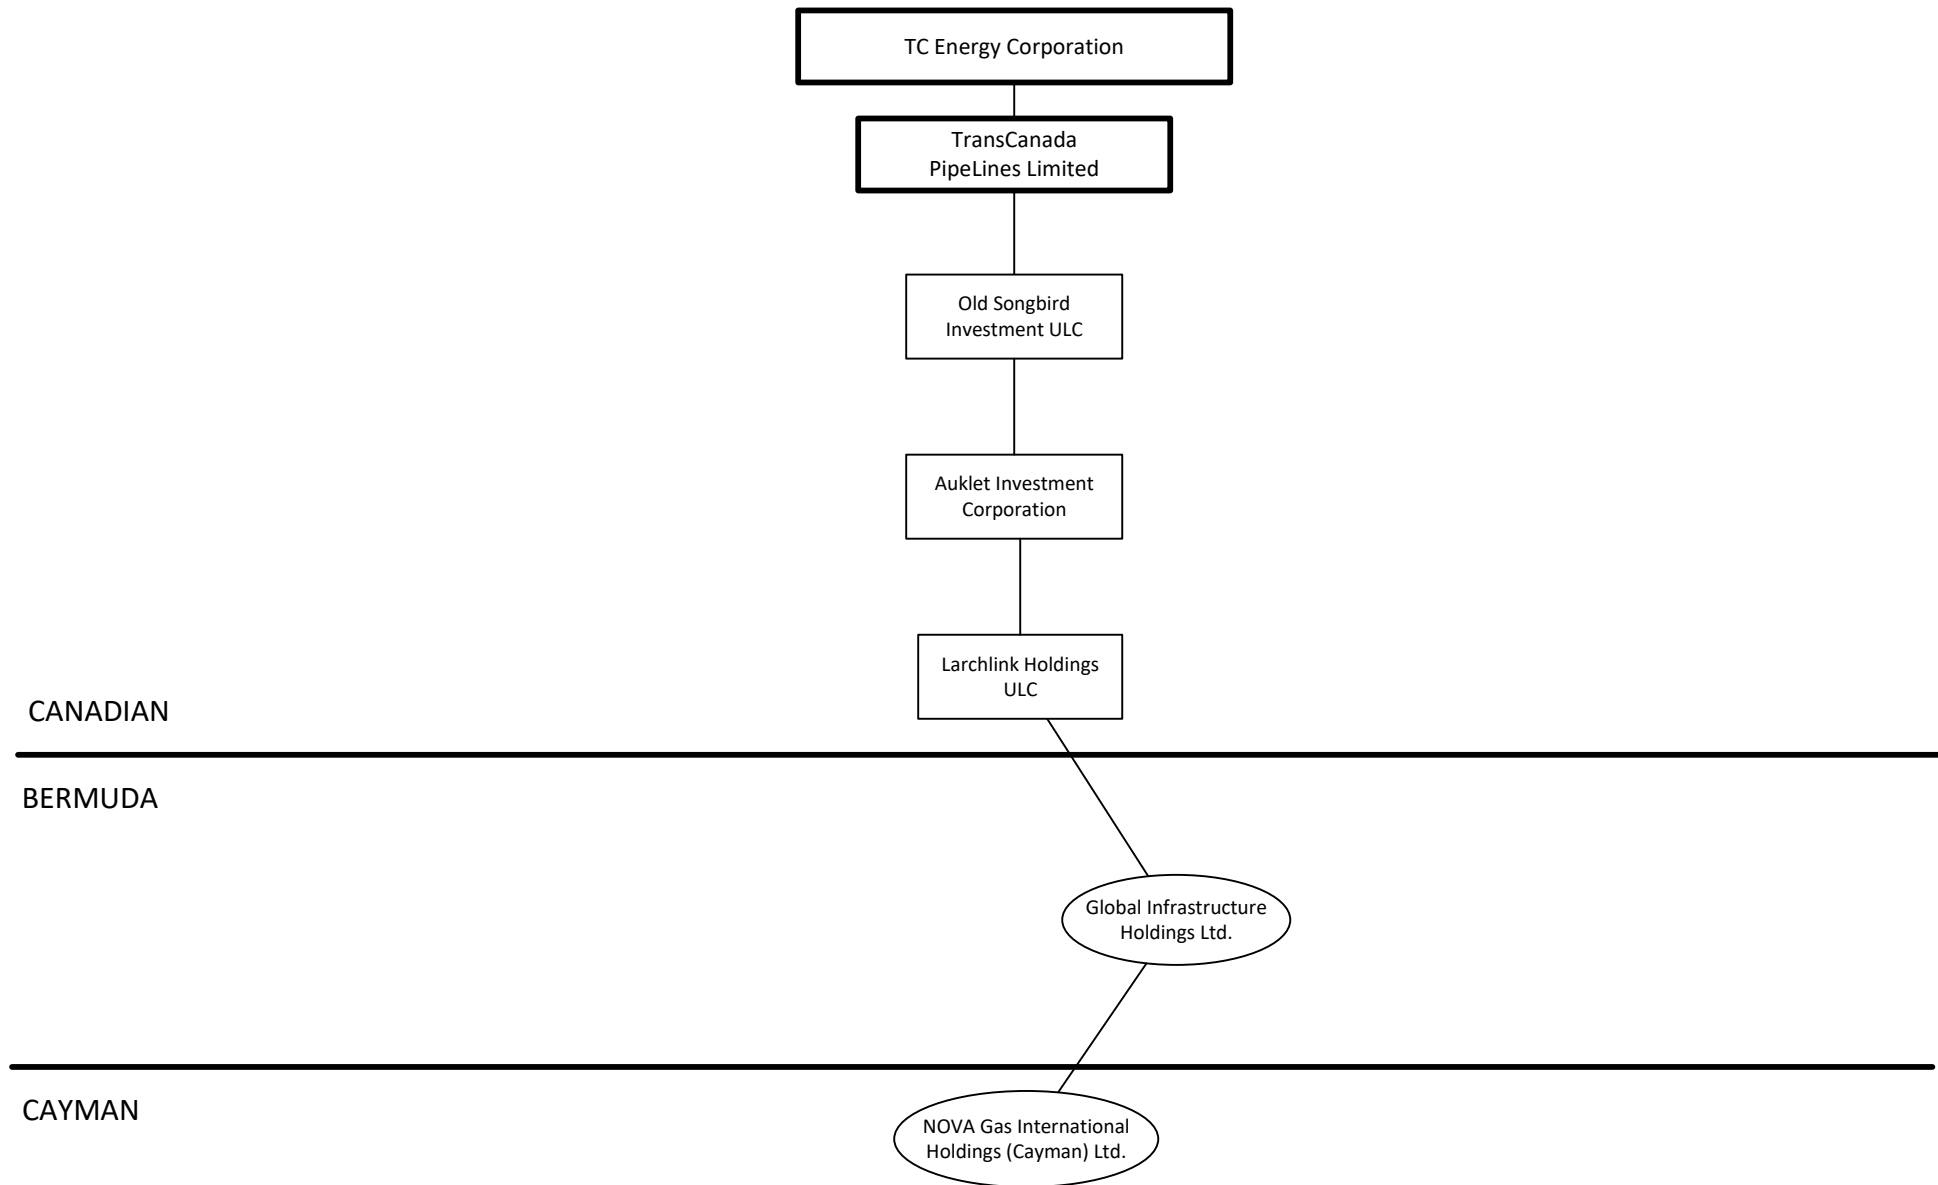 TC Energy Corporation
TransCanada
PipeLines Limited
Old Songbird
Investment ULC
Auklet Investment
Corporation
Larchlink Holdings
ULC
CANADIAN
BERMUDA
Global Infrastructure
Holdings Ltd.
CAYMAN
NOVA Gas International
Holdings (Cayman) Ltd.